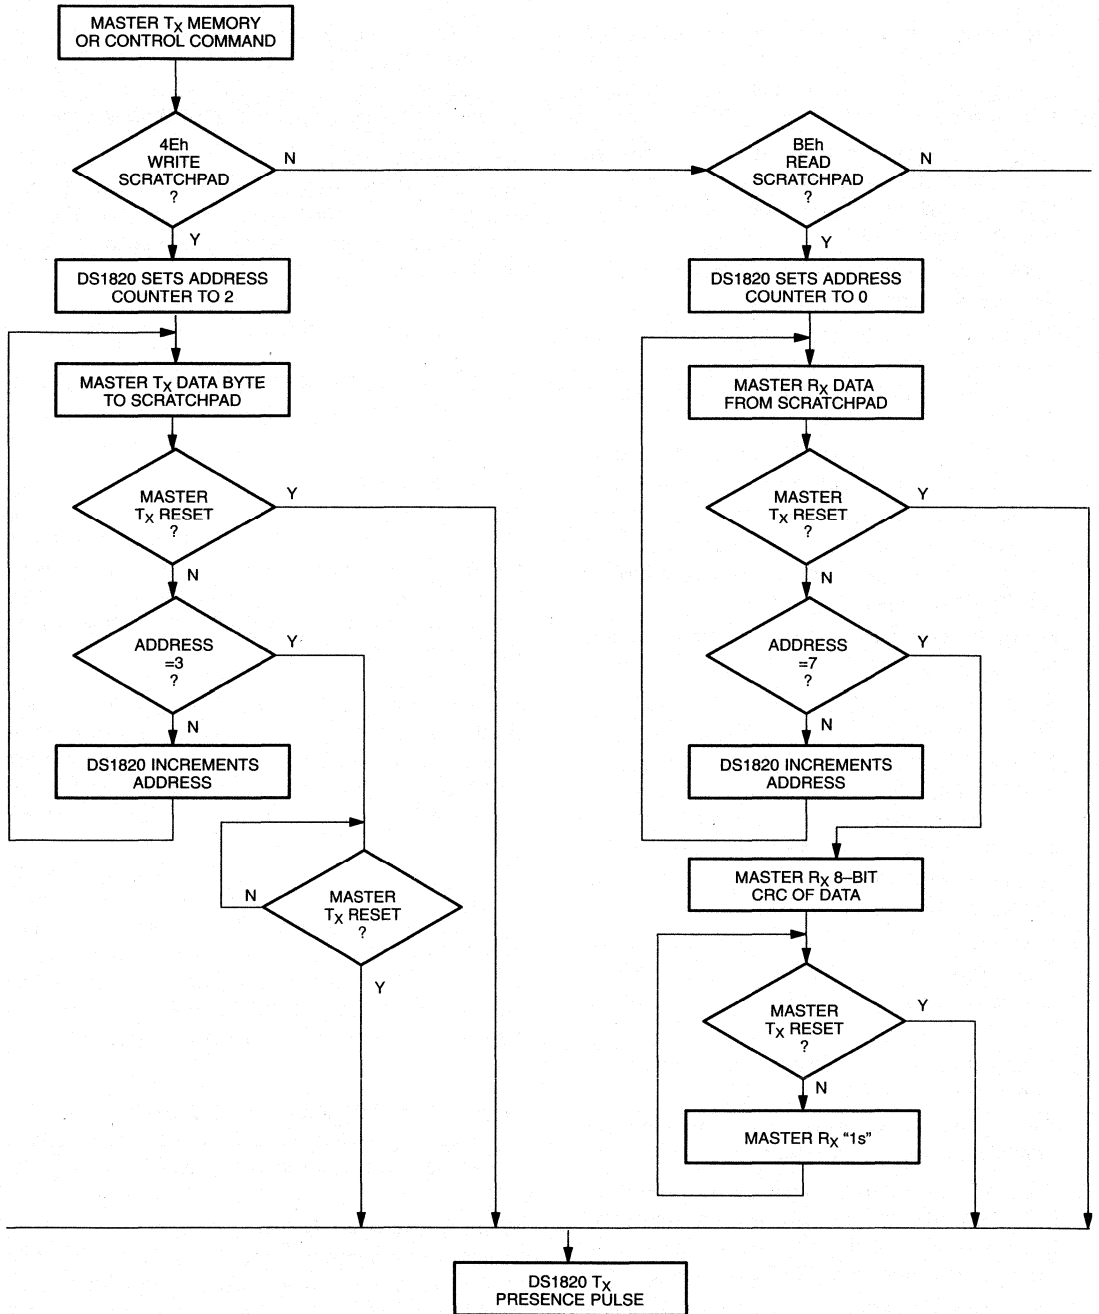 MASTER TX MEMORY
OR CONTROL COMMAND
4Eh
WRITE
SCRATCHPAD
?
N
Y
DS1820 SETS ADDRESS
COUNTER TO 2
MASTER TX DATA BYTE
TO SCRATCHPAD
MASTER
TX RESET
?
Y
N
ADDRESS
=3
?
Y
N
DS1820 INCREMENTS
ADDRESS
MASTER
TX RESET
?
N
Y
BEh
READ
SCRATCHPAD
?
N
Y
DS1820 SETS ADDRESS
COUNTER TO 0
MASTER RX DATA
FROM SCRATCHPAD
MASTER
TX RESET
?
Y
N
ADDRESS
=7
?
Y
N
DS1820 INCREMENTS
ADDRESS
MASTER RX 8–BIT
CRC OF DATA
MASTER
TX RESET
?
Y
N
MASTER RX “1s”
DS1820 TX
PRESENCE PULSE